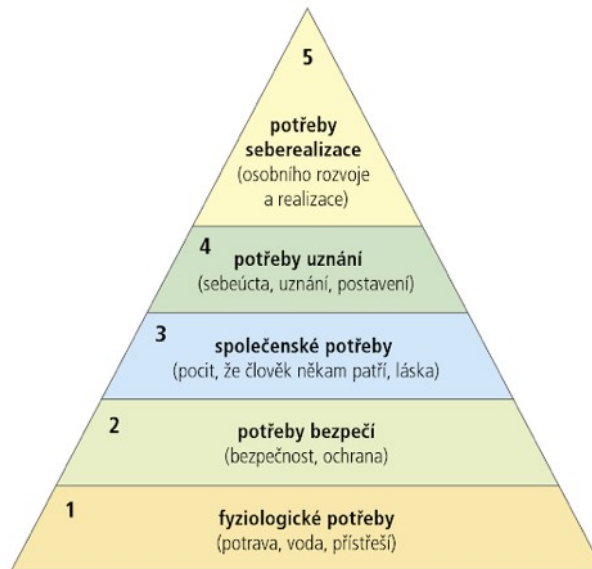 5
potřeby
seberealizace
(osobního rozvoje
a realizace)
4
potřeby uznání
(sebeúcta, uznání, postavení)
3
společenské potřeby
(pocit, že člověk někam patří, láska)
2
potřeby bezpečí
(bezpečnost, ochrana)
1
fyziologické potřeby
(potrava, voda, přístřeší)